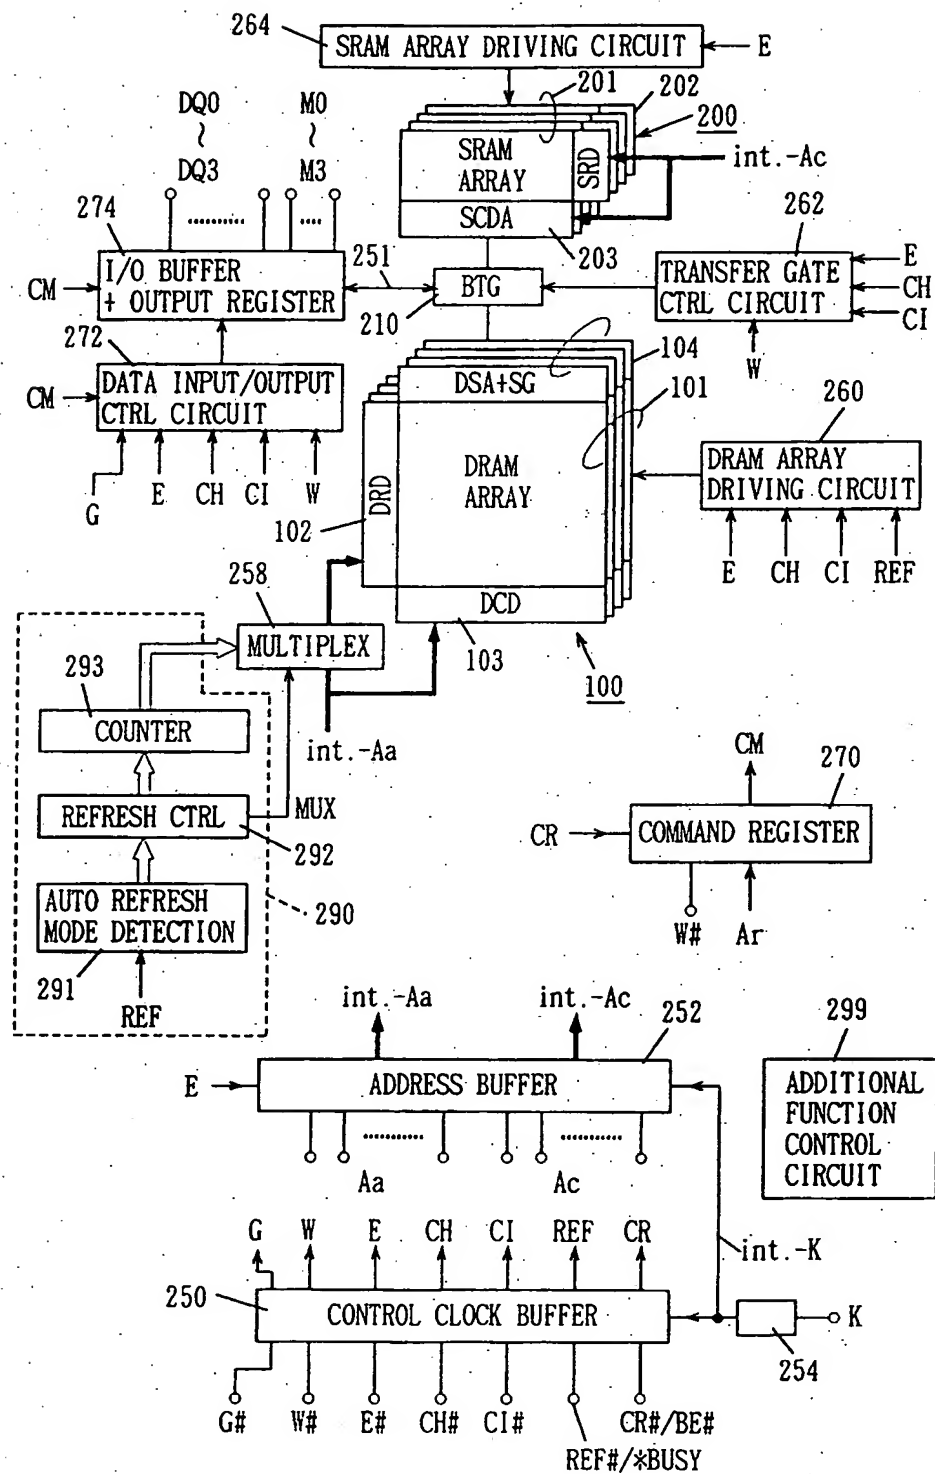 264
SRAM ARRAY DRIVING CIRCUIT
E
201
202
200
DQ0
~
DQ3
M0
~
M3
SRAM
ARRAY
SRD
int.-Ac
SCDA
203
274
I/O BUFFER
+ OUTPUT REGISTER
CM
251
BTG
210
262
TRANSFER GATE
CTRL CIRCUIT
E
CH
CI
W
272
DATA INPUT/OUTPUT
CTRL CIRCUIT
CM
G
E
CH
CI
W
DSA+SG
104
101
DRD
DRAM
ARRAY
102
260
DRAM ARRAY
DRIVING CIRCUIT
E
CH
CI
REF
DCD
103
100
258
MULTIPLEX
293
COUNTER
int.-Aa
REFRESH CTRL
292
MUX
AUTO REFRESH
MODE DETECTION
291
290
REF
CM
270
CR
COMMAND REGISTER
W#
Ar
int.-Aa
int.-Ac
252
E
ADDRESS BUFFER
Aa
Ac
299
ADDITIONAL
FUNCTION
CONTROL
CIRCUIT
G
W
E
CH
CI
REF
CR
int.-K
250
CONTROL CLOCK BUFFER
K
254
G#
W#
E#
CH#
CI#
CR#/BE#
REF#/*BUSY